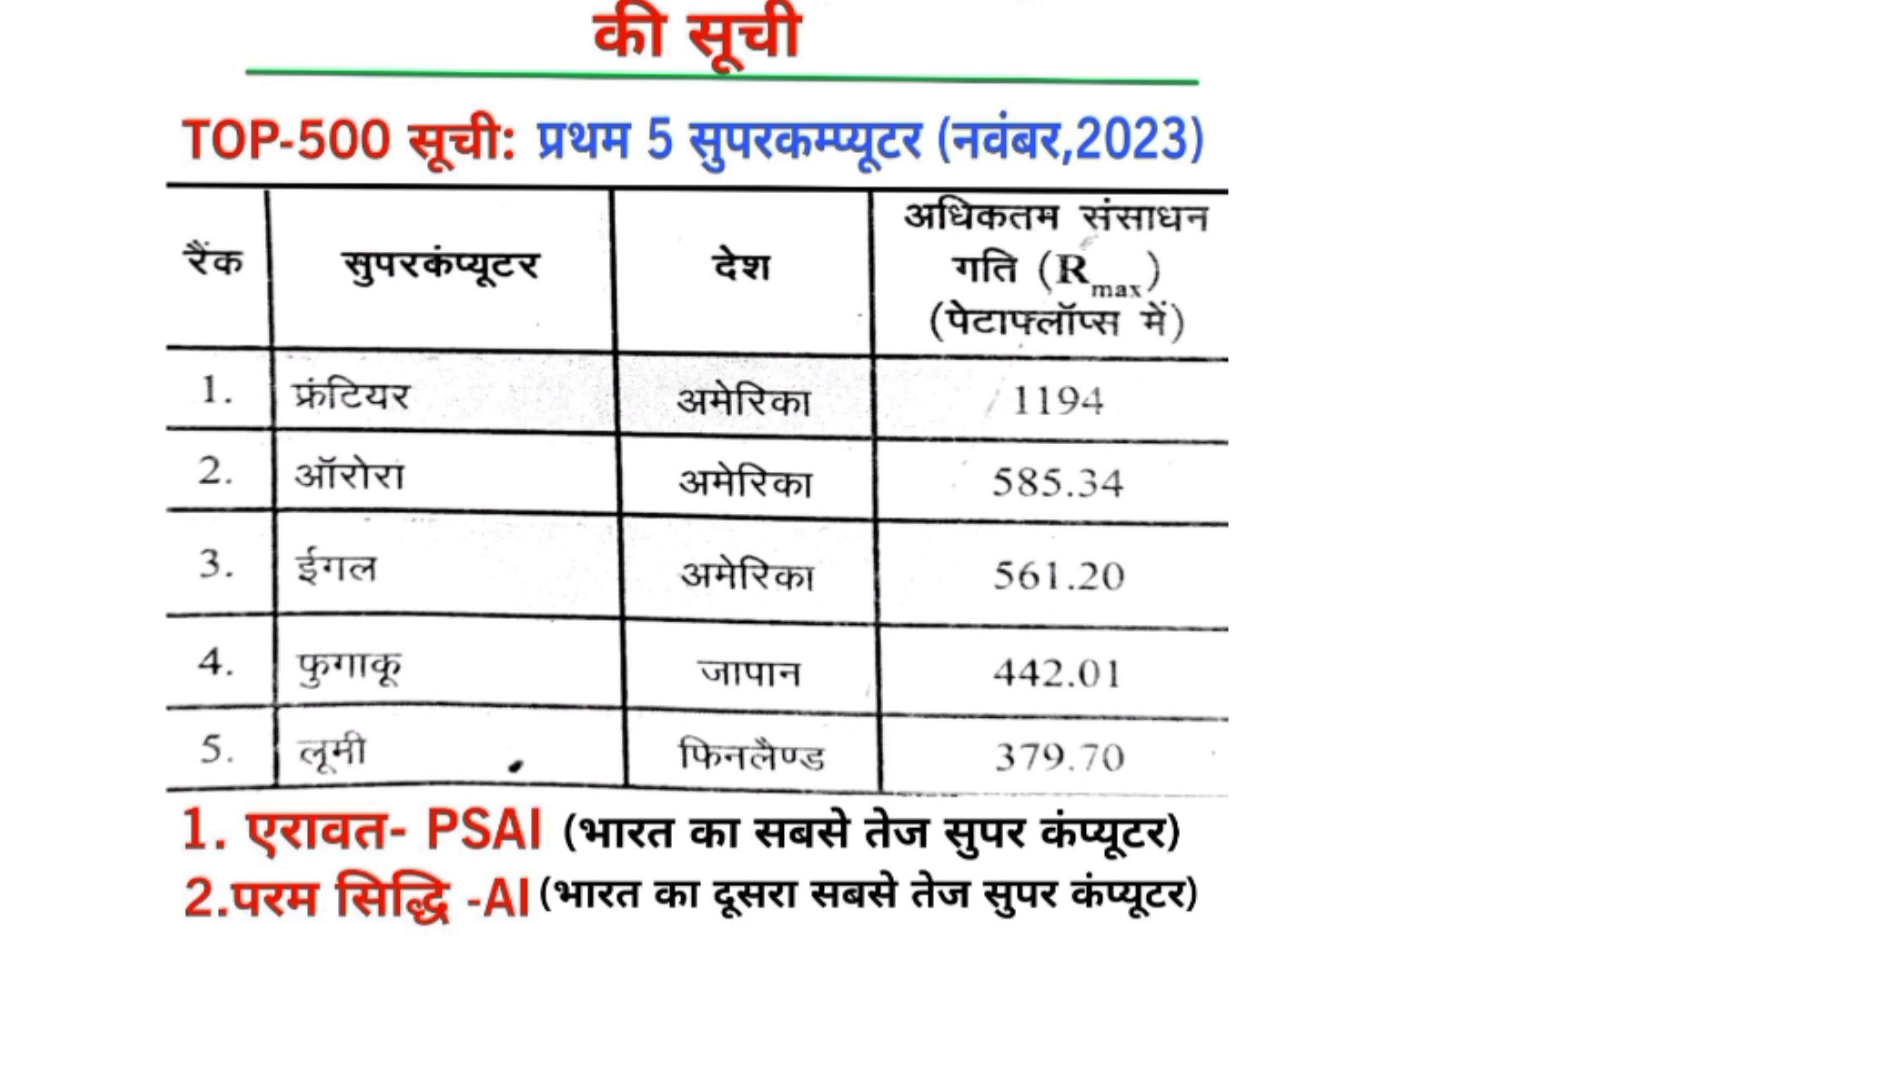 की सूची
TOP-500 सूची: प्रथम 5 सुपरकम्प्यूटर (नवंबर,2023)
रैंक सुपरकंप्यूटर देश अधिकतम संसाधन गति (Rmax) (पेटाफ्लॉप्स में)
1. फ्रंटियर अमेरिका 1194
2. ऑरोरा अमेरिका 585.34
3. ईगल अमेरिका 561.20
4. फुगाकू जापान 442.01
5. लूमी फिनलैण्ड 379.70
1. एरावत- PSAI (भारत का सबसे तेज सुपर कंप्यूटर)
2.परम सिद्धि -AI (भारत का दूसरा सबसे तेज सुपर कंप्यूटर)